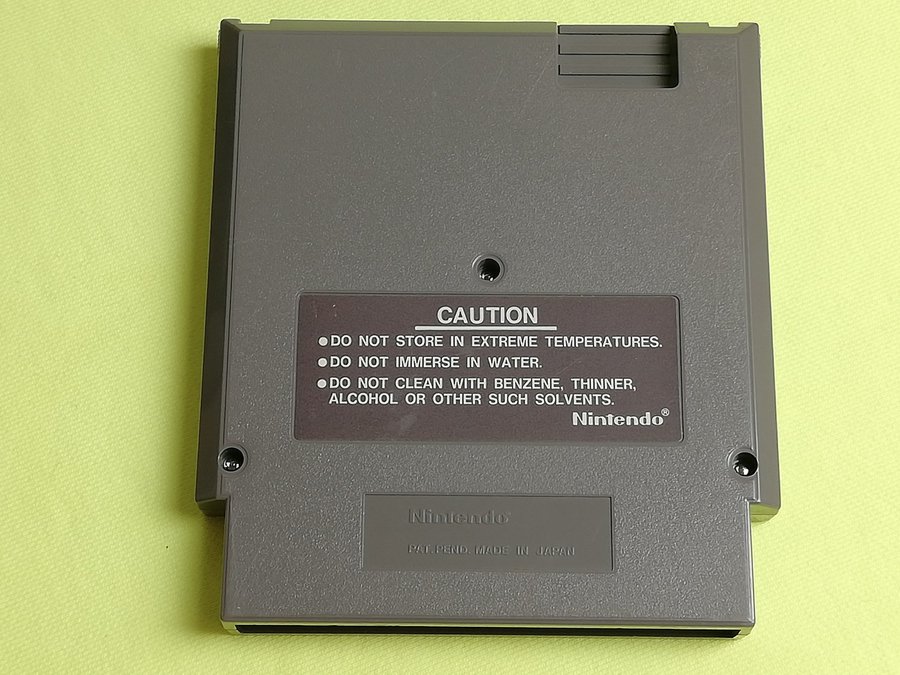 CAUTION
●DO NOT STORE IN EXTREME TEMPERATURES.
●DO NOT IMMERSE IN WATER.
●DO NOT CLEAN WITH BENZENE, THINNER,
ALCOHOL OR OTHER SUCH SOLVENTS.
Nintendo®
Nintendo
PAT.PEND. MADE IN JAPAN